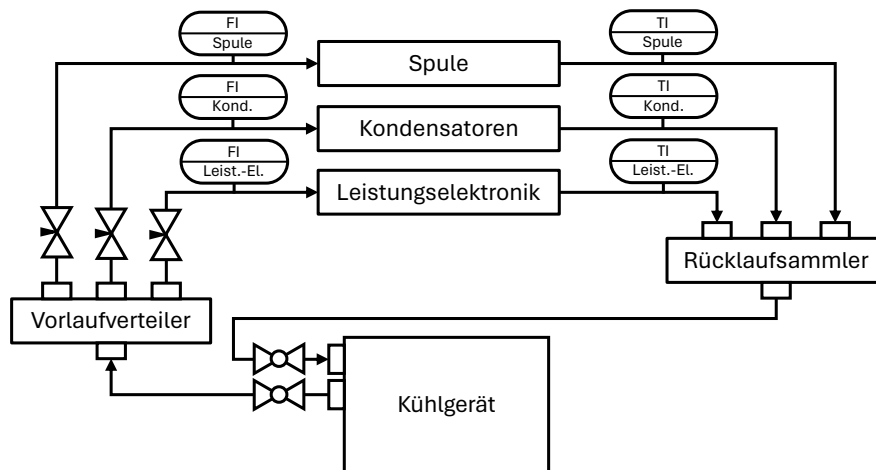 FI
Spule
Spule
TI
Spule
FI
Kond.
Kondensatoren
TI
Kond.
FI
Leist.-El.
Leistungselektronik
TI
Leist.-El.
Rücklaufsammler
Vorlaufverteiler
Kühlgerät